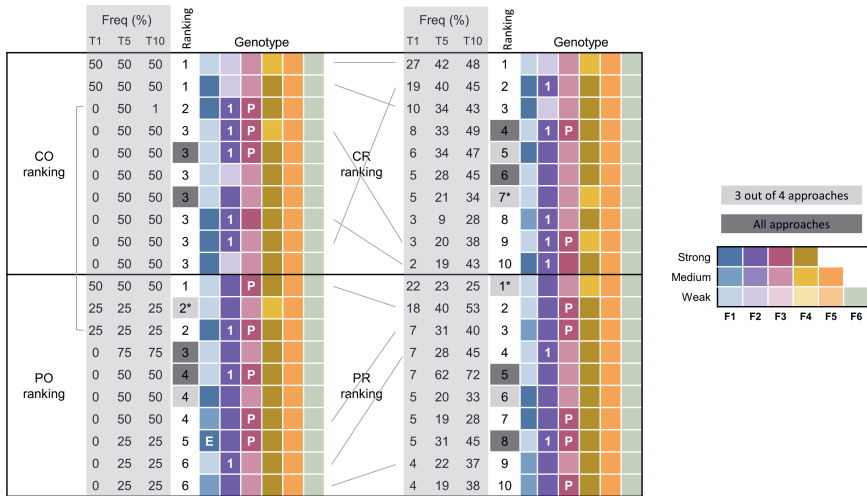 Freq (%) Ranking Freq (%) Ranking
T1 T5 T10 Genotype T1 T5 T10 Genotype
50 50 50 1 27 42 48 1
50 50 50 1 19 40 45 2 1
0 50 1 2 1 P 10 34 43 3
0 50 50 3 1 P 8 33 49 4 1 P
0 50 50 3 1 P 6 34 47 5
CO ranking CR ranking
0 50 50 3 5 28 45 6
0 50 50 3 5 21 34 7*
0 50 50 3 1 3 9 28 8 1
0 50 50 3 1 3 20 38 9 1 P
0 50 50 3 2 19 43 10 1
50 50 50 1 P 22 23 25 1*
25 25 25 2* 18 40 53 2 P
25 25 25 2 1 P 7 31 40 3 P
0 75 75 3 7 28 45 4 1
0 50 50 4 1 P 7 62 72 5
PO ranking PR ranking
0 50 50 4 5 20 33 6
0 50 50 4 P 5 19 28 7 P
0 25 25 5 E P 5 31 45 8 1 P
0 25 25 6 1 4 22 37 9
0 25 25 6 4 19 38 10 P
3 out of 4 approaches
All approaches
Strong
Medium
Weak
F1 F2 F3 F4 F5 F6